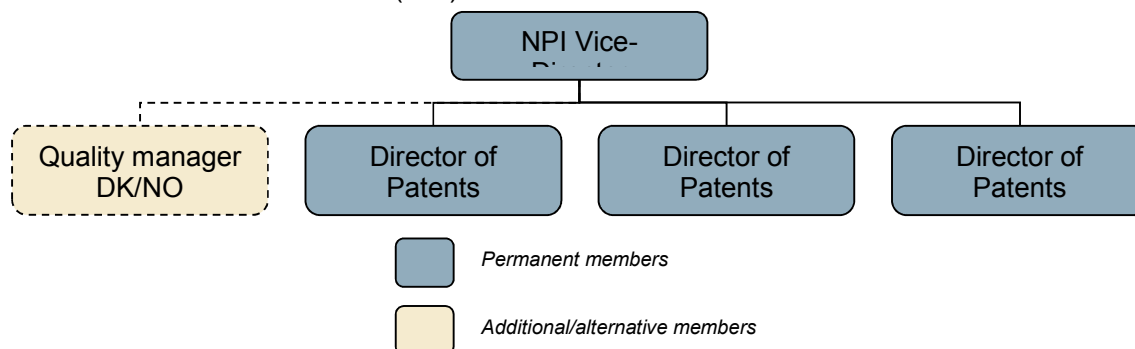 NPI Vice-
Quality manager
DK/NO
Director of
Patents
Director of
Patents
Director of
Patents
Permanent members
Additional/alternative members